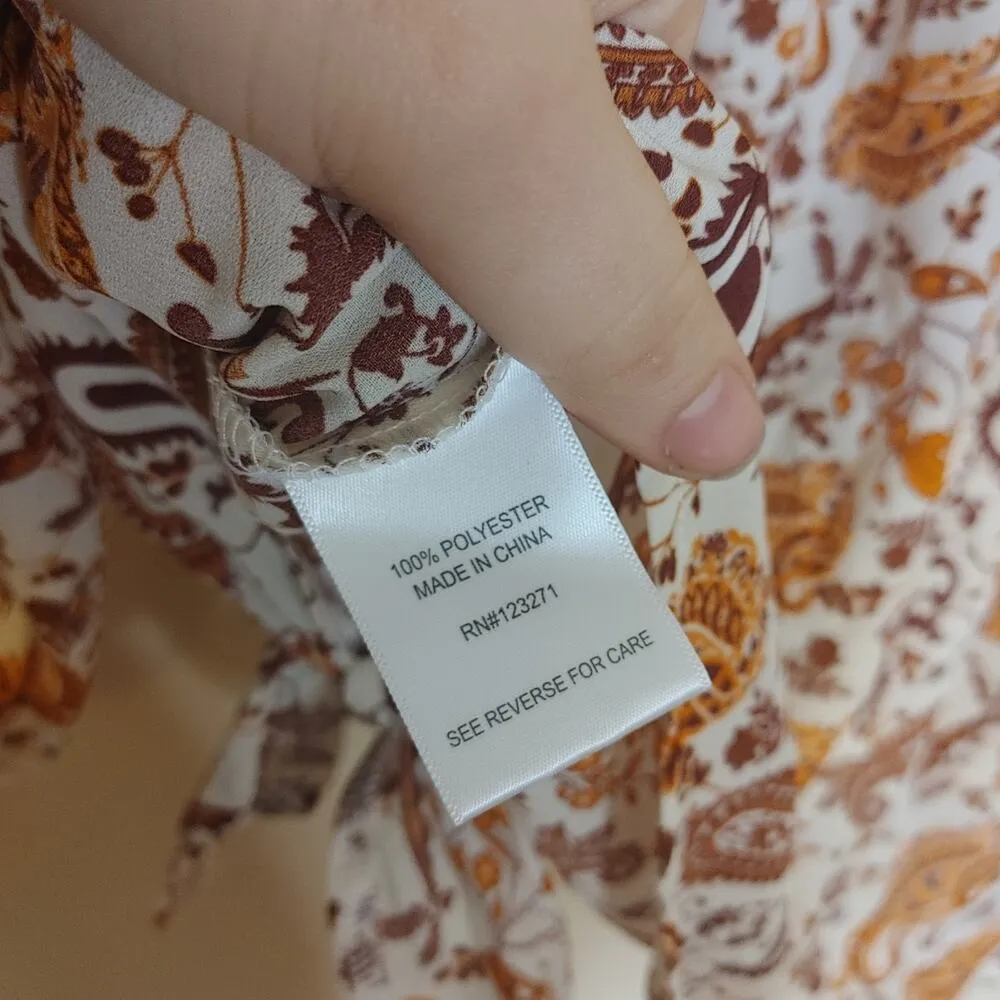 100% POLYESTER
MADE IN CHINA
RN#123271
SEE REVERSE FOR CARE